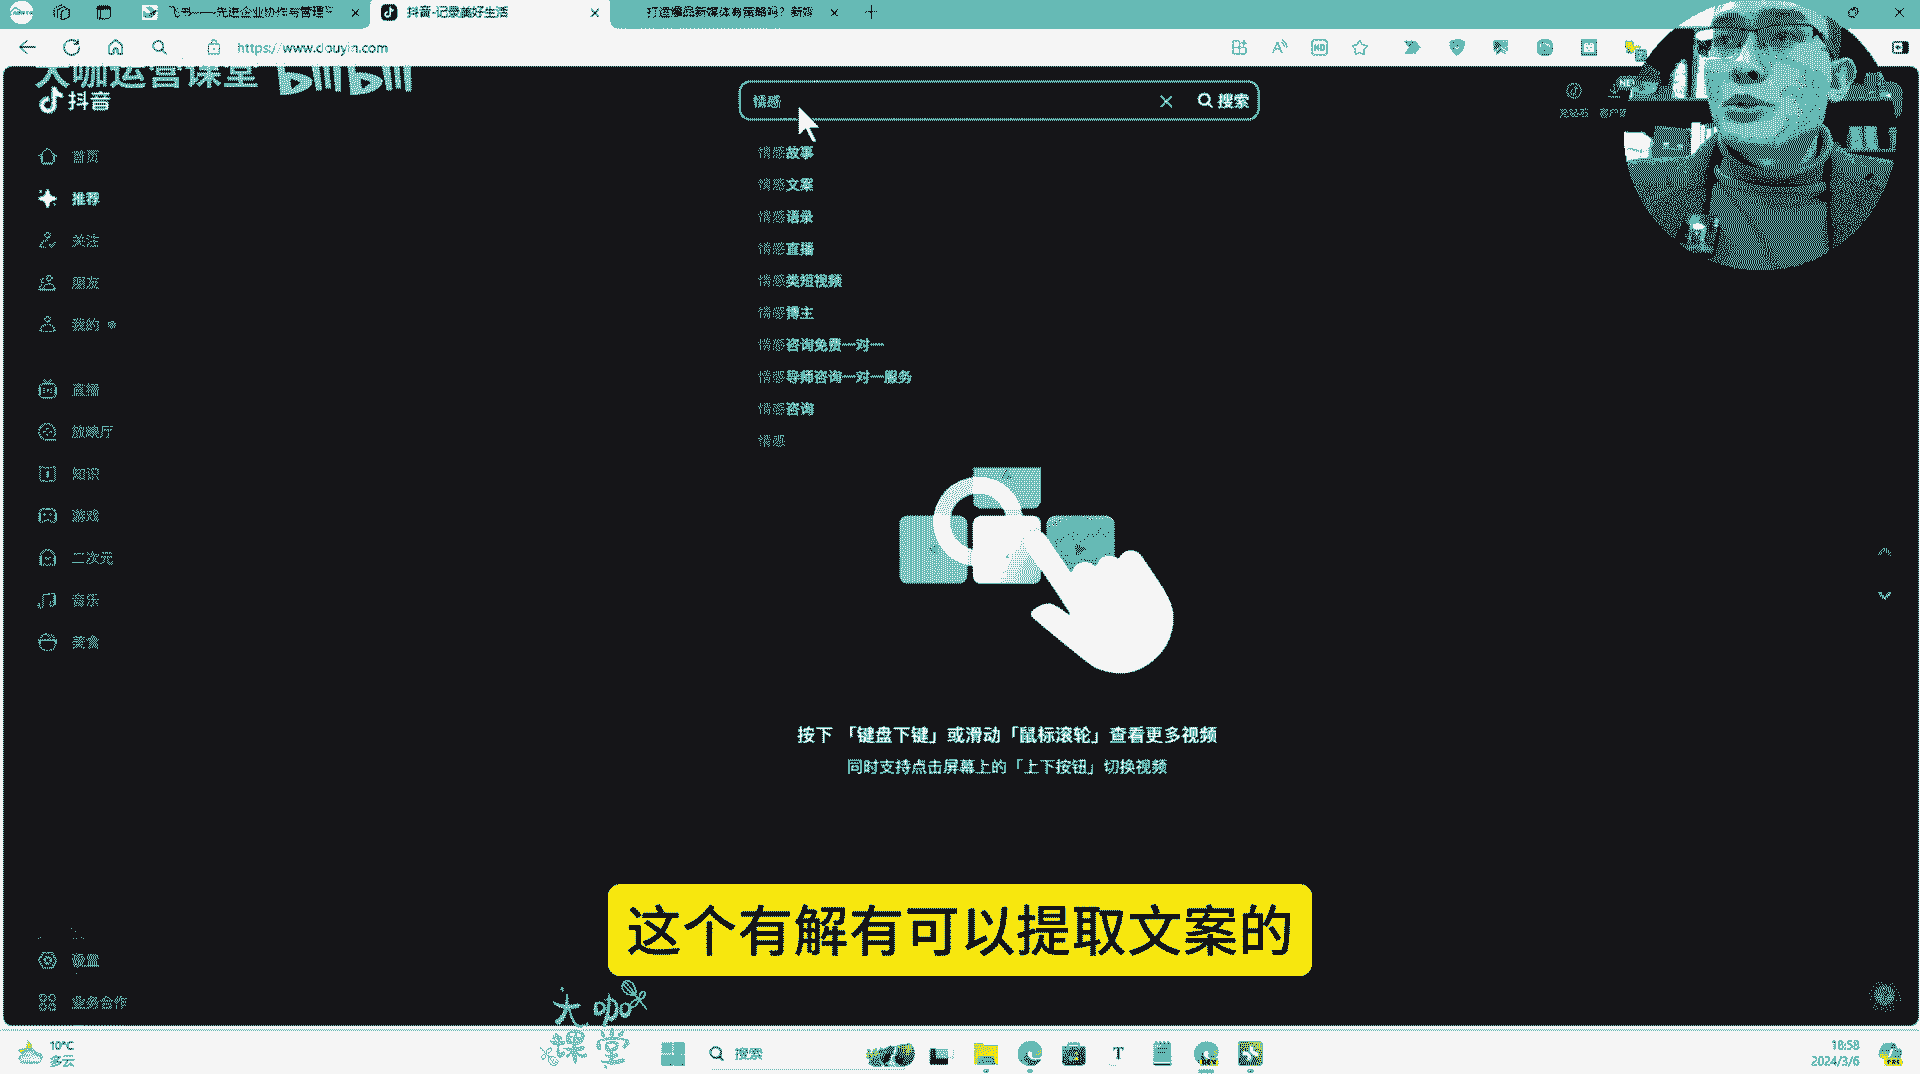 飞书——先进企业协作与管理平
抖音-记录美好生活
打造爆品新媒体有策略吗？新媒
https://www.douyin.com
大咖运营课堂 bilibili
抖音
情感
搜索
情感故事
首页
情感文案
推荐
情感语录
关注
情感直播
情感类短视频
朋友
情感博主
我的
情感咨询免费一对一
情感导师咨询一对一服务
直播
情感咨询
放映厅
情感
知识
游戏
二次元
音乐
美食
按下 「键盘下键」或滑动「鼠标滚轮」查看更多视频
同时支持点击屏幕上的「上下按钮」切换视频
这个有解有可以提取文案的
设置
业务合作
大咖
课堂
10°C
多云
搜索
18:58
2024/3/6